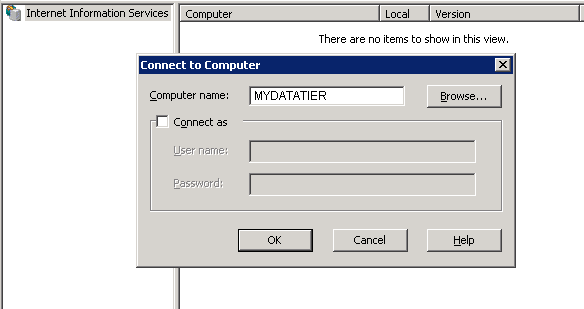 Internet Information Services
Computer Local Version
There are no items to show in this view.
Connect to Computer
Computer name: MYDATATIER Browse...
Connect as
User name:
Password:
OK Cancel Help